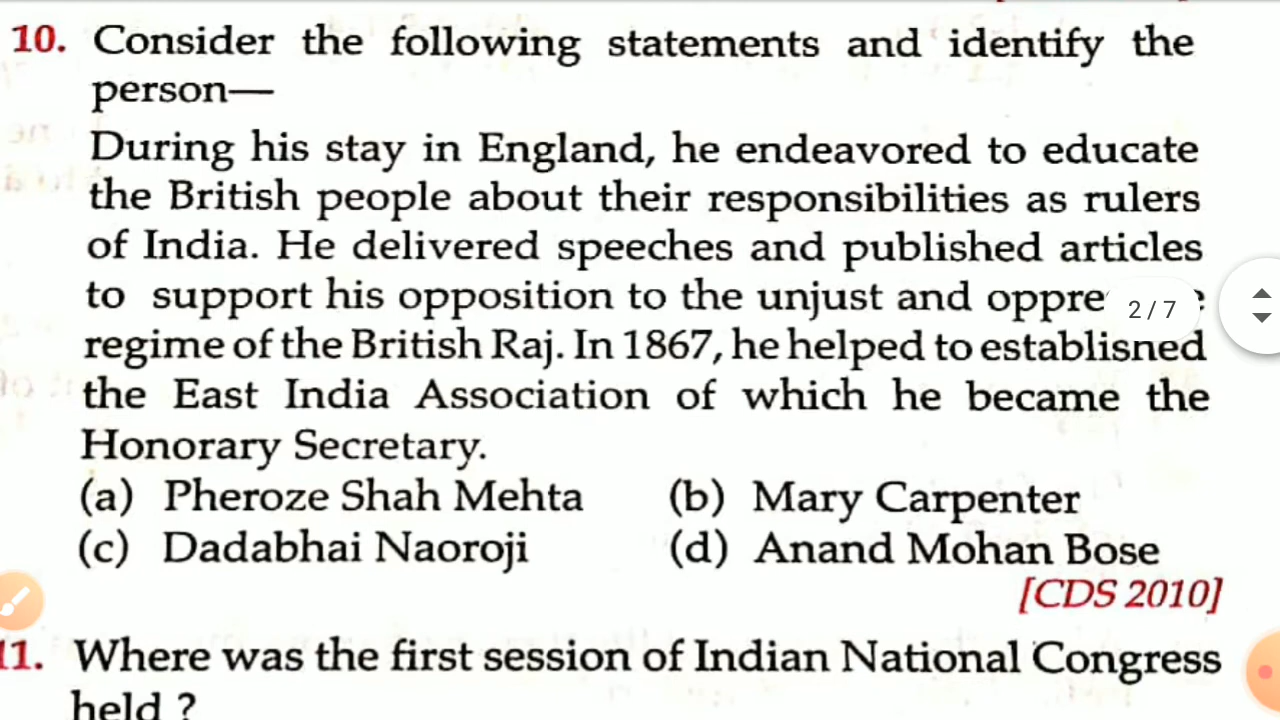 10. Consider the following statements and identify the
person—
During his stay in England, he endeavored to educate
the British people about their responsibilities as rulers
of India. He delivered speeches and published articles
to support his opposition to the unjust and oppre e
2/7
regime of the British Raj. In 1867, he helped to established
the East India Association of which he became the
Honorary Secretary.
(a) Pheroze Shah Mehta (b) Mary Carpenter
(c) Dadabhai Naoroji (d) Anand Mohan Bose
[CDS 2010]
11. Where was the first session of Indian National Congress
held ?